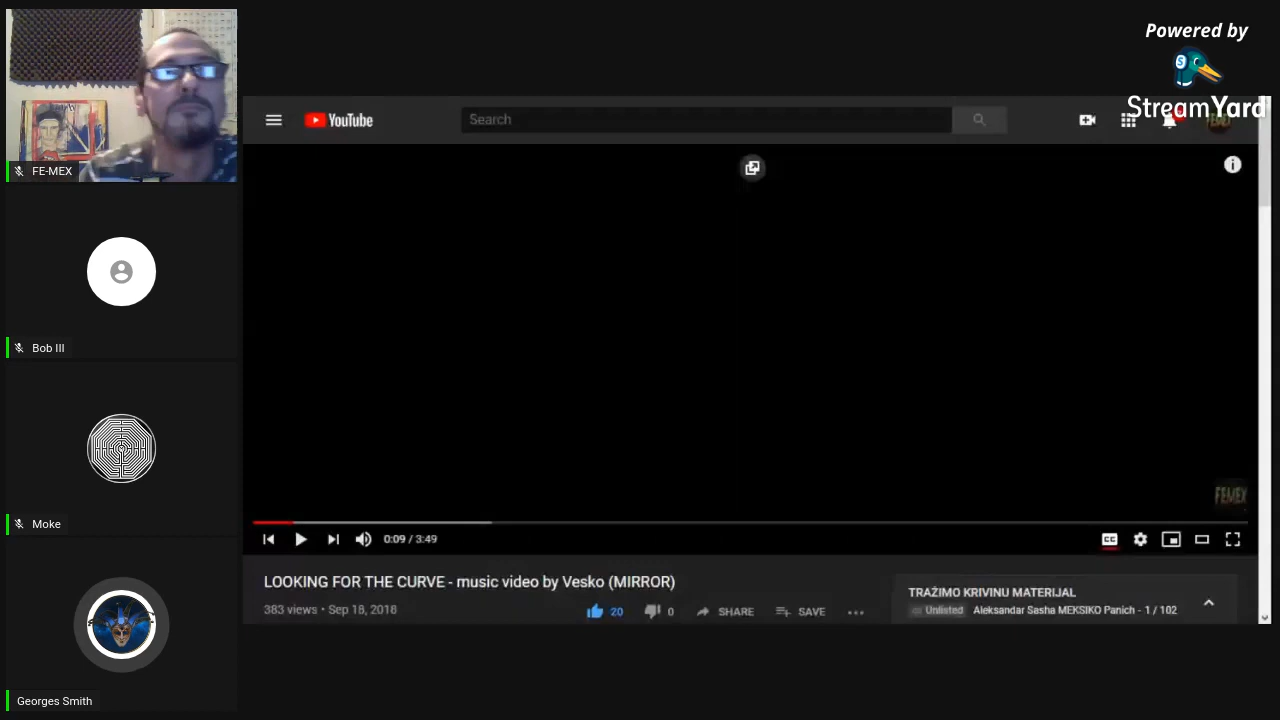 Powered by
StreamYard
FE-MEX
Bob III
Moke
Georges Smith
YouTube
Search
FEMEX
0:09 / 3:49
CC
LOOKING FOR THE CURVE - music video by Vesko (MIRROR)
383 views • Sep 18, 2018
20
0
SHARE
SAVE
TRAŽIMO KRIVINU MATERIJAL
Unlisted Aleksandar Sasha MEKSIKO Panich - 1 / 102